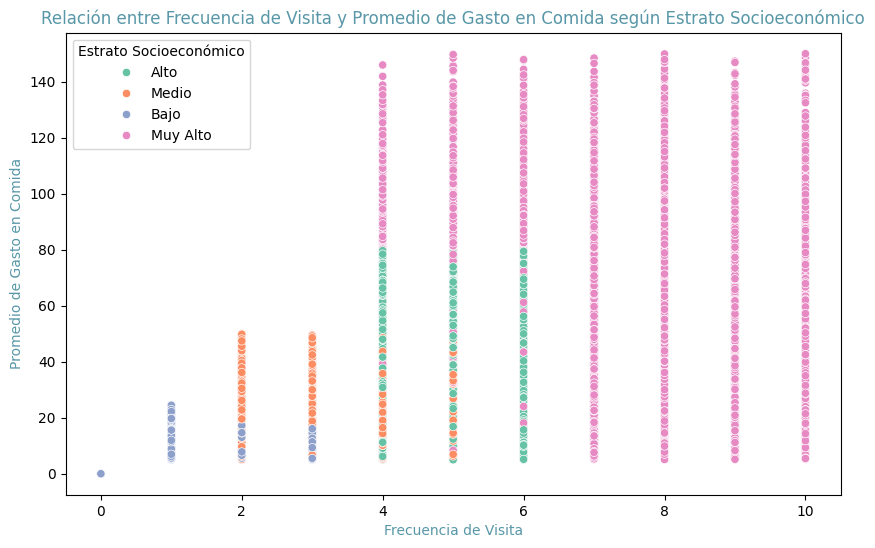 Relación entre Frecuencia de Visita y Promedio de Gasto en Comida según Estrato Socioeconómico
Estrato Socioeconómico
Alto
Medio
Bajo
Muy Alto
Promedio de Gasto en Comida
140
120
100
80
60
40
20
0
0 2 4 6 8 10
Frecuencia de Visita